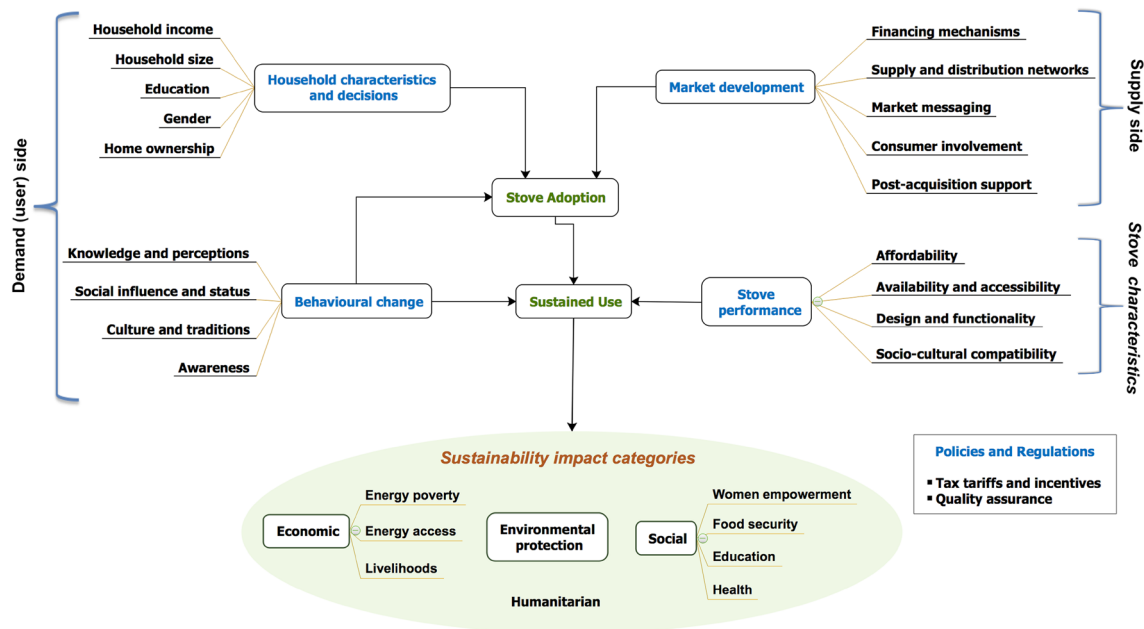 Demand (user) side
Household income
Household size
Education
Gender
Home ownership
Household characteristics
and decisions
Knowledge and perceptions
Social influence and status
Culture and traditions
Awareness
Behavioural change
Stove Adoption
Sustained Use
Market development
Financing mechanisms
Supply and distribution networks
Market messaging
Consumer involvement
Post-acquisition support
Supply side
Stove
performance
Affordability
Availability and accessibility
Design and functionality
Socio-cultural compatibility
Stove characteristics
Sustainability impact categories
Economic
Energy poverty
Energy access
Livelihoods
Environmental
protection
Social
Women empowerment
Food security
Education
Health
Humanitarian
Policies and Regulations
▪ Tax tariffs and incentives
▪ Quality assurance